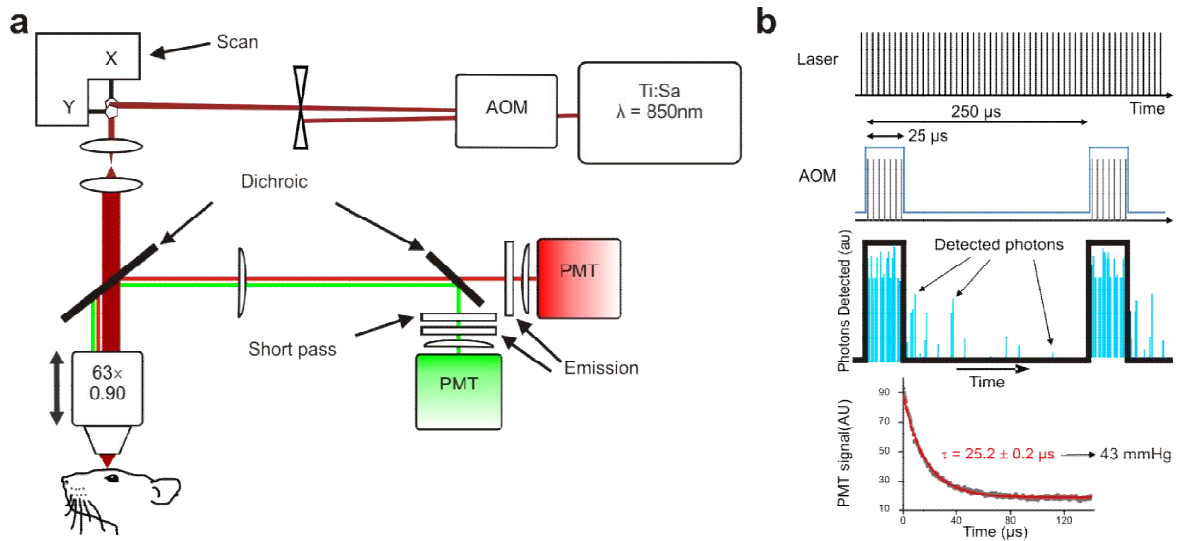 a
Scan
X
Y
AOM
Ti:Sa
λ = 850nm
Dichroic
PMT
Short pass
Emission
PMT
63×
0.90
b
Laser
Time
250 µs
25 µs
AOM
Photons Detected (au)
Detected photons
Time
PMT signal(AU)
90
70
50
30
10
τ = 25.2 ± 0.2 µs
43 mmHg
0
40
80
120
Time (µs)